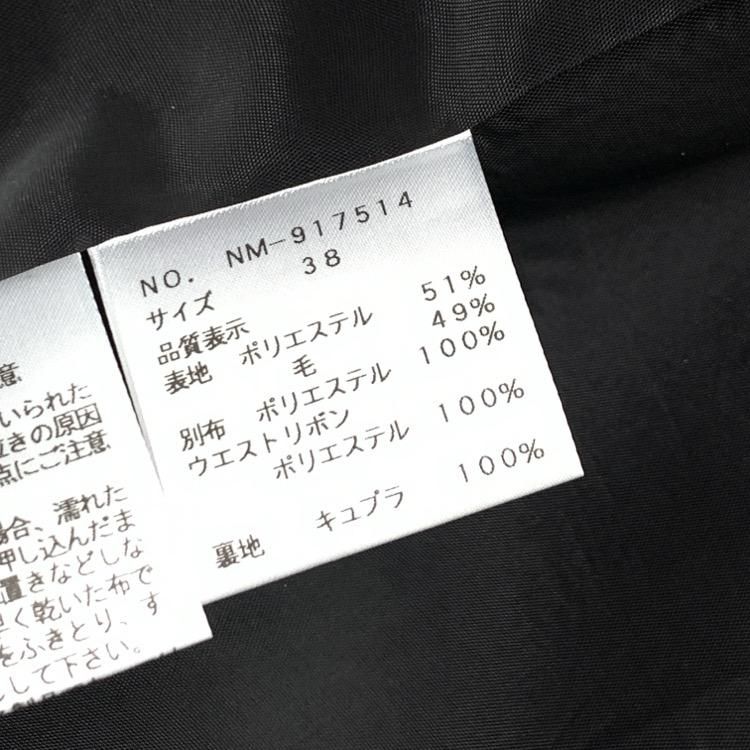 NO. NM-917514
サイズ 38
品質表示
表地 ポリエステル 51%
毛 49%
別布 ポリエステル 100%
ウエストリボン
ポリエステル 100%
裏地 キュプラ 100%
意
いられた
泣きの原因
点にご注意
場合、濡れた
押し込んだま
置きなどしな
く乾いた布で
をふきとり、す
して下さい。